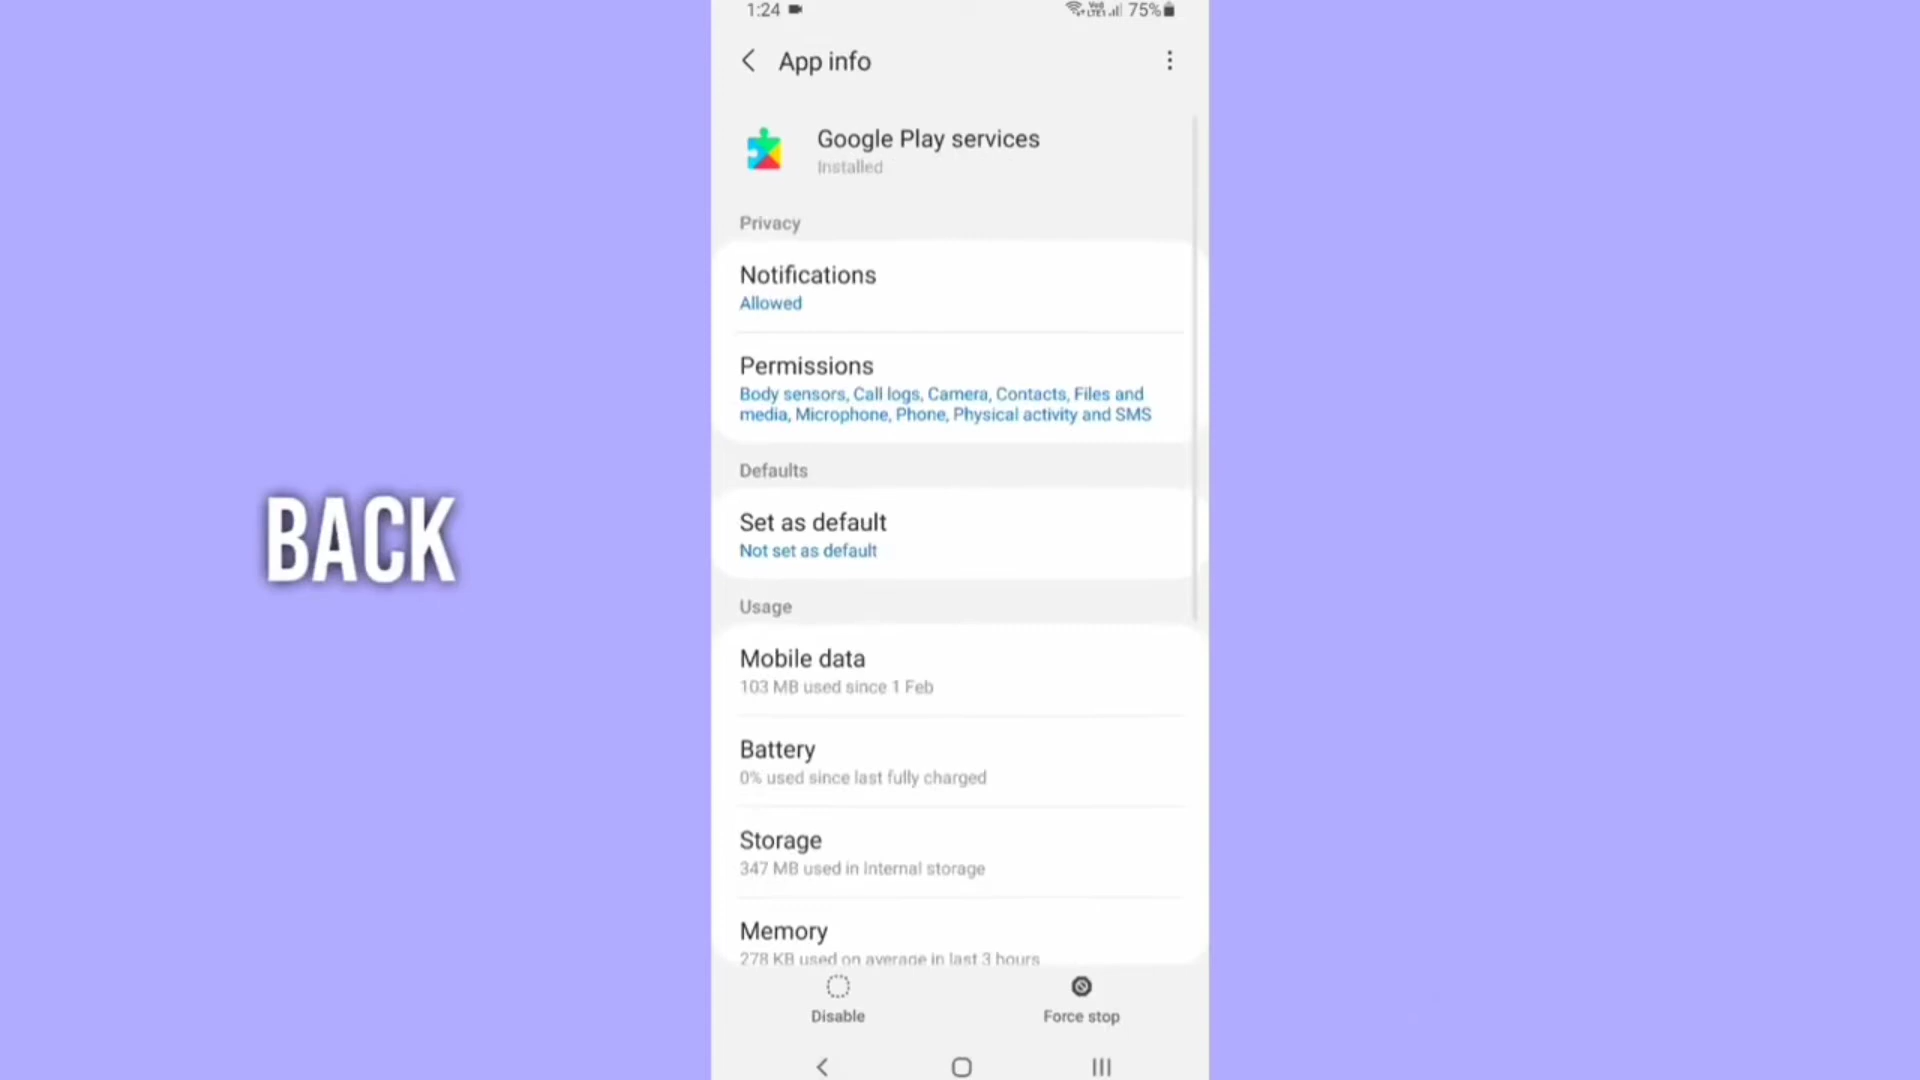 1:24
75%
App info
Google Play services
Installed
Privacy
Notifications
Allowed
Permissions
Body sensors, Call logs, Camera, Contacts, Files and
media, Microphone, Phone, Physical activity and SMS
Defaults
Set as default
Not set as default
BACK
Usage
Mobile data
103 MB used since 1 Feb
Battery
0% used since last fully charged
Storage
347 MB used in Internal storage
Memory
278 KB used on average in last 3 hours
Disable
Force stop